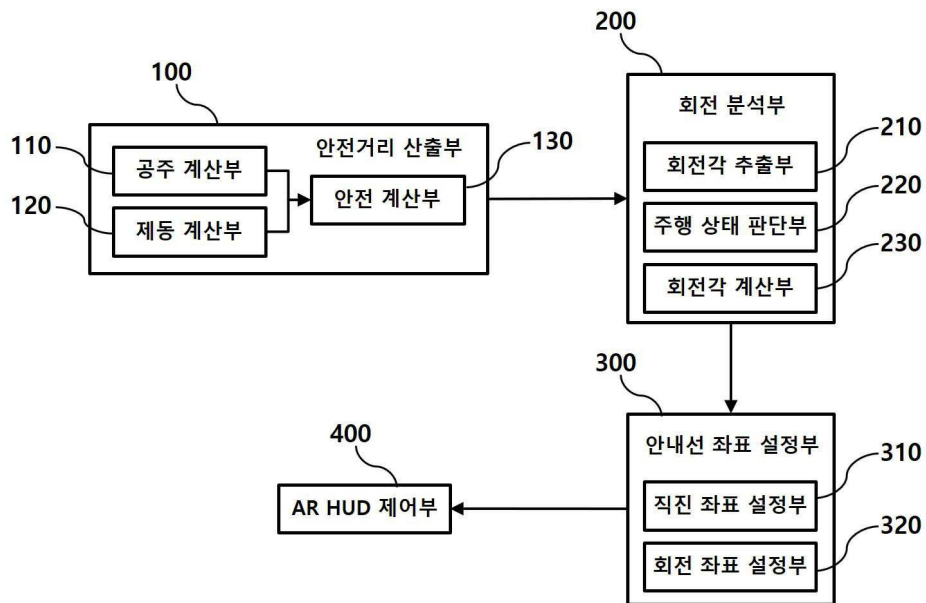 100
안전거리 산출부
110
공주 계산부
120
제동 계산부
130
안전 계산부
200
회전 분석부
210
회전각 추출부
220
주행 상태 판단부
230
회전각 계산부
300
안내선 좌표 설정부
310
직진 좌표 설정부
320
회전 좌표 설정부
400
AR HUD 제어부